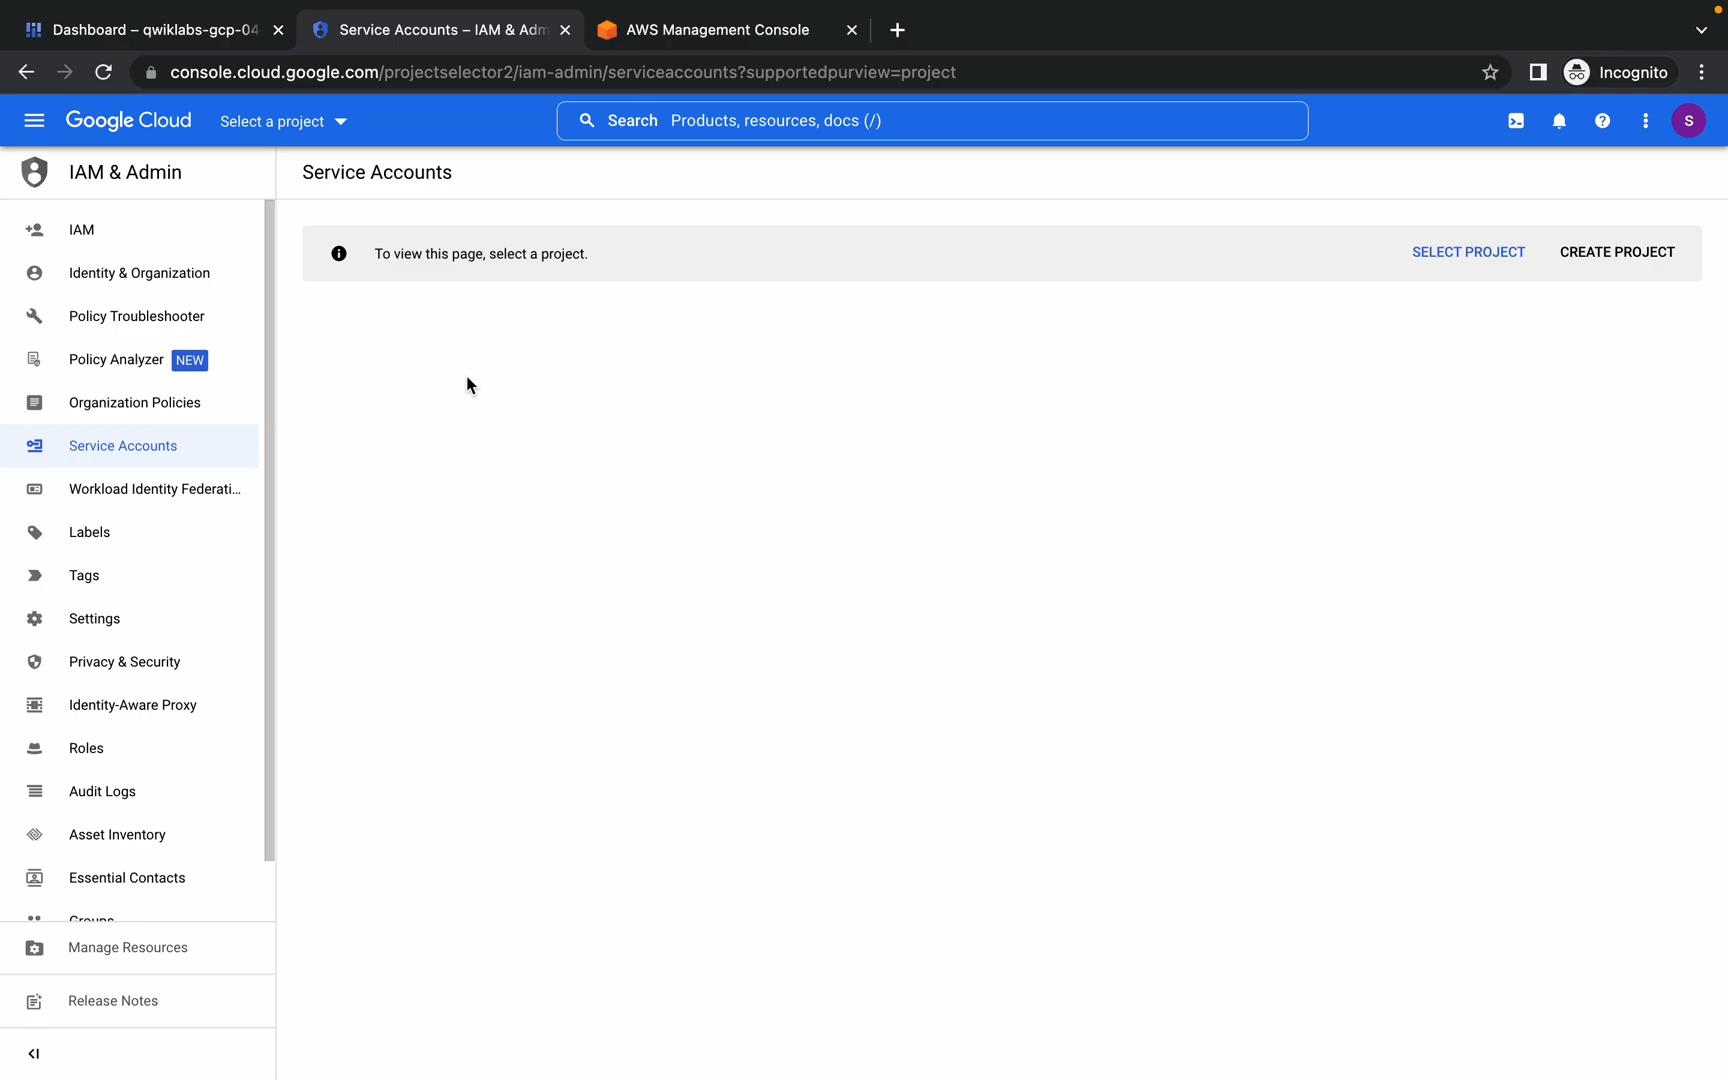 Dashboard – qwiklabs-gcp-04
Service Accounts – IAM & Adm
AWS Management Console
console.cloud.google.com/projectselector2/iam-admin/serviceaccounts?supportedpurview=project
Incognito
Google Cloud
Select a project
Search Products, resources, docs (/)
S
IAM & Admin
Service Accounts
IAM
To view this page, select a project.
SELECT PROJECT
CREATE PROJECT
Identity & Organization
Policy Troubleshooter
Policy Analyzer NEW
Organization Policies
Service Accounts
Workload Identity Federati...
Labels
Tags
Settings
Privacy & Security
Identity-Aware Proxy
Roles
Audit Logs
Asset Inventory
Essential Contacts
Groups
Manage Resources
Release Notes